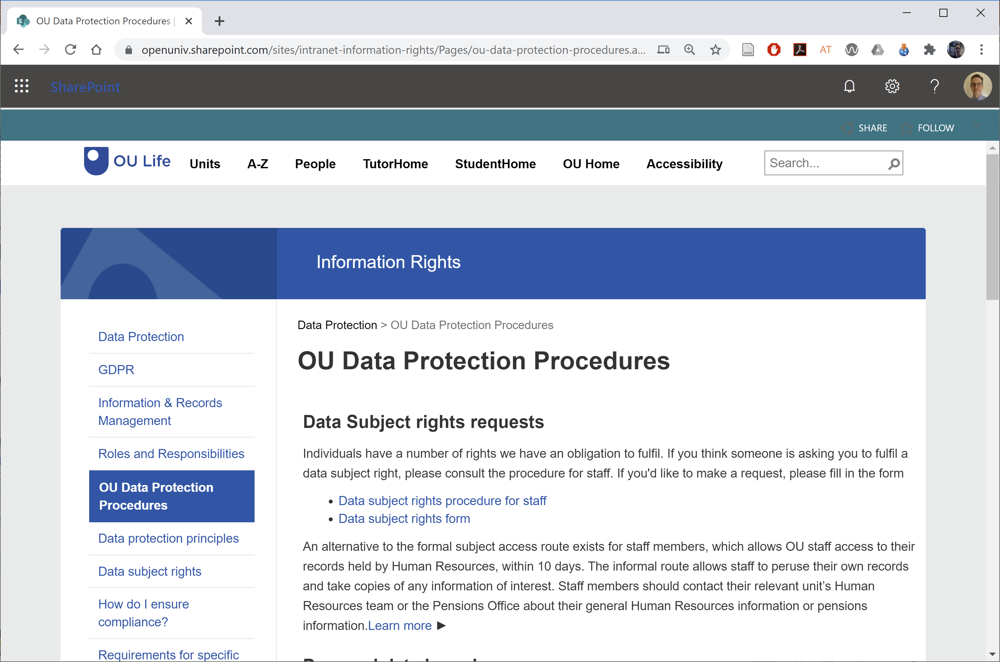 OU Data Protection Procedures |
openuniv.sharepoint.com/sites/intranet-information-rights/Pages/ou-data-protection-procedures.a...
AT
SharePoint
SHARE FOLLOW
OU Life Units A-Z People TutorHome StudentHome OU Home Accessibility Search...
Information Rights
Data Protection > OU Data Protection Procedures
Data Protection
GDPR
Information & Records
Management
Roles and Responsibilities
OU Data Protection
Procedures
Data protection principles
Data subject rights
How do I ensure
compliance?
Requirements for specific
OU Data Protection Procedures
Data Subject rights requests
Individuals have a number of rights we have an obligation to fulfil. If you think someone is asking you to fulfil a
data subject right, please consult the procedure for staff. If you'd like to make a request, please fill in the form
• Data subject rights procedure for staff
• Data subject rights form
An alternative to the formal subject access route exists for staff members, which allows OU staff access to their
records held by Human Resources, within 10 days. The informal route allows staff to peruse their own records
and take copies of any information of interest. Staff members should contact their relevant unit’s Human
Resources team or the Pensions Office about their general Human Resources information or pensions
information.Learn more ►